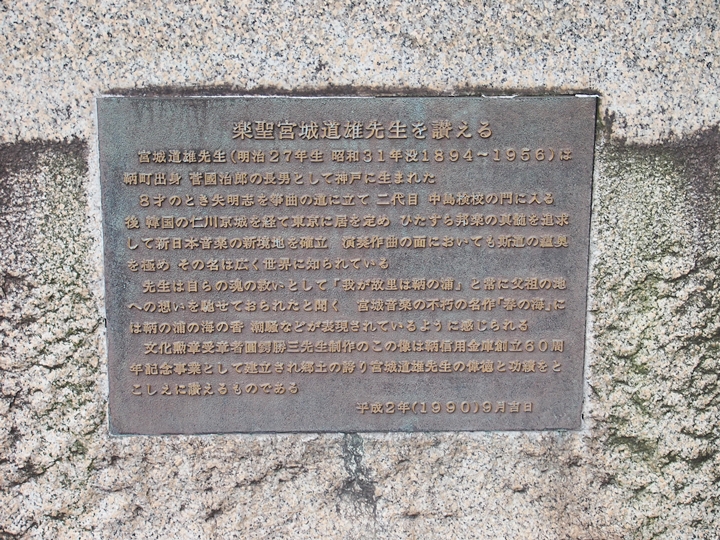 楽聖宮城道雄先生を讃える
宮城道雄先生(明治27年生 昭和31年没1894～1956)は
鞆町出身 菅國治郎の長男として神戸に生まれた
8才のとき失明志を箏曲の道に立て 二代目 中島検校の門に入る
後 韓国の仁川京城を経て東京に居を定め ひたすら邦楽の真髄を追求
して新日本音楽の新境地を確立 演奏作曲の面においても斯道の蘊奥
を極め その名は広く世界に知られている
先生は自らの魂の救いとして「我が故里は鞆の浦」と常に父祖の地
への想いを馳せておられたと聞く 宮城音楽の不朽の名作「春の海」に
は鞆の浦の海の香 潮騒などが表現されているように感じられる
文化勲章受章者圓鍔勝三先生制作のこの像は鞆信用金庫創立60周
年記念事業として建立され郷土の誇り宮城道雄先生の偉徳と功績をと
こしえに讃えるものである
平成2年(1990)9月吉日